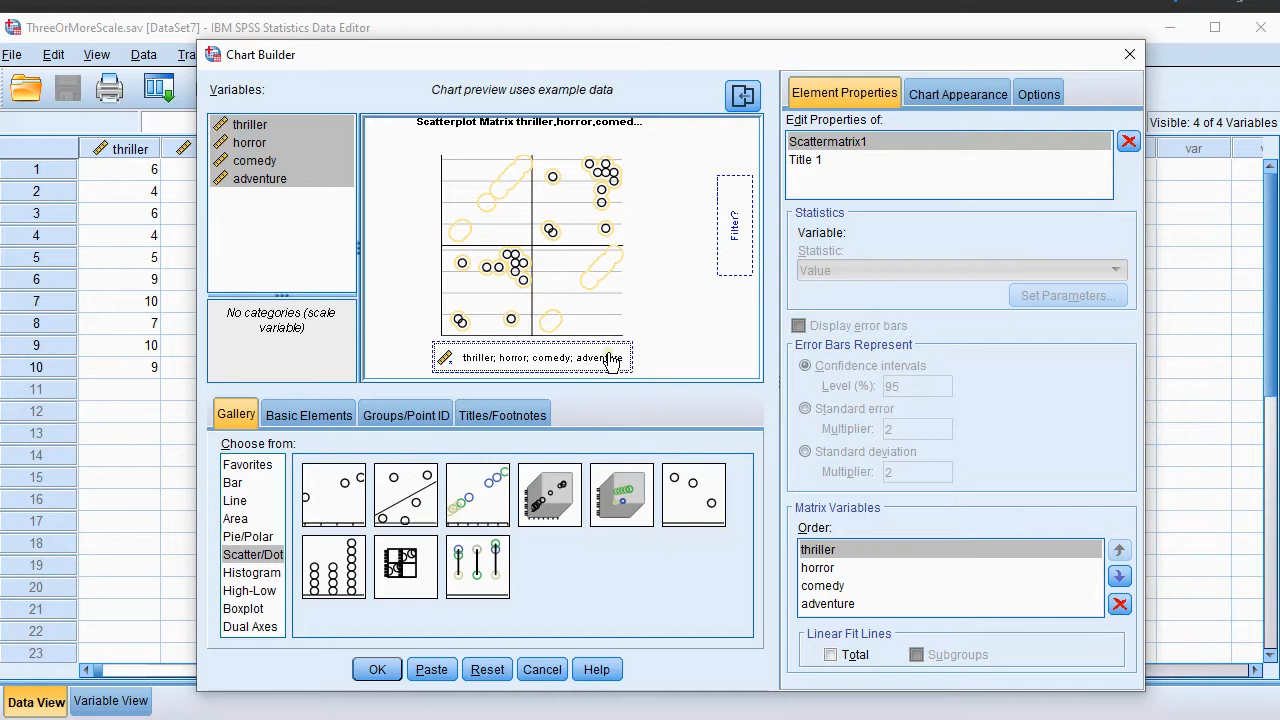 ThreeOrMoreScale.sav [DataSet7] - IBM SPSS Statistics Data Editor
File Edit View Data Tra
Visible: 4 of 4 Variables
thriller
var
v
1 6
2 4
3 6
4 4
5 5
6 9
7 10
8 7
9 10
10 9
11
12
13
14
15
16
17
18
19
20
21
22
23
Data View Variable View
Chart Builder
Variables:
thriller
horror
comedy
adventure
No categories (scale
variable)
Chart preview uses example data
Scatterplot Matrix thriller,horror,comed...
Filter?
thriller; horror; comedy; adventure
Gallery Basic Elements Groups/Point ID Titles/Footnotes
Choose from:
Favorites
Bar
Line
Area
Pie/Polar
Scatter/Dot
Histogram
High-Low
Boxplot
Dual Axes
OK Paste Reset Cancel Help
Element Properties Chart Appearance Options
Edit Properties of:
Scattermatrix1
Title 1
Statistics
Variable:
Statistic:
Value
Set Parameters...
Display error bars
Error Bars Represent
Confidence intervals
Level (%): 95
Standard error
Multiplier: 2
Standard deviation
Multiplier: 2
Matrix Variables
Order:
thriller
horror
comedy
adventure
Linear Fit Lines
Total Subgroups